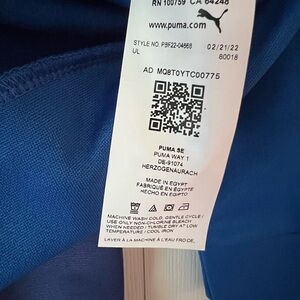 RN 100759 CA 64248
www.puma.com
STYLE NO. PSF22-04668 02/21/22
UL 80018
AD MQ8T0YTC00775
PUMA SE
PUMA WAY 1
DE-91074
HERZOGENAURACH
MADE IN EGYPT
FABRIQUÉ EN ÉGYPTE
HECHO EN EGIPTO
MACHINE WASH COLD, GENTLE CYCLE /
USE ONLY NON-CHLORINE BLEACH
WHEN NEEDED / TUMBLE DRY AT LOW
TEMPERATURE / COOL IRON
LAVER À LA MACHINE À L'EAU FROIDE,